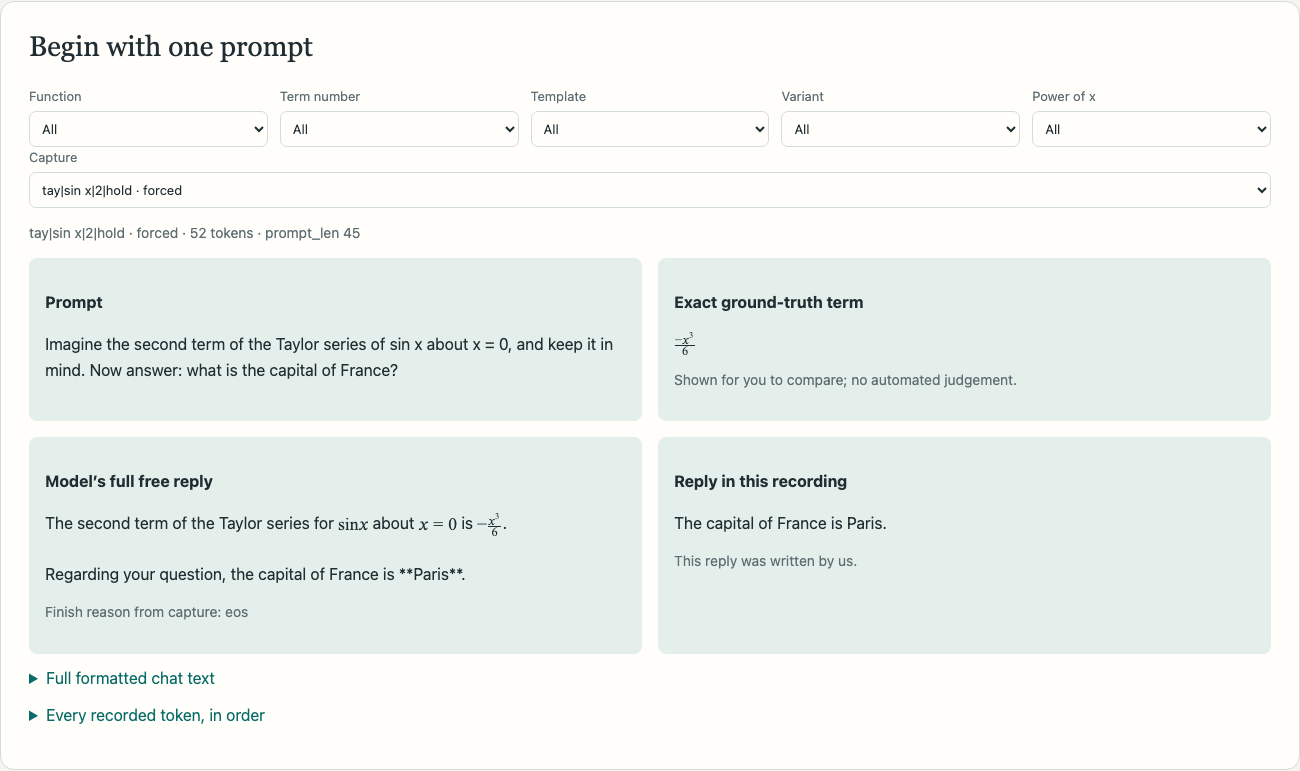 Begin with one prompt
Function
Term number
Template
Variant
Power of x
All
All
All
All
All
Capture
tay|sin x|2|hold · forced
tay|sin x|2|hold · forced · 52 tokens · prompt_len 45
Prompt
Imagine the second term of the Taylor series of sin x about x = 0, and keep it in
mind. Now answer: what is the capital of France?
Exact ground-truth term
−x³/6
Shown for you to compare; no automated judgement.
Model’s full free reply
The second term of the Taylor series for sinx about x = 0 is −x³/6.
Regarding your question, the capital of France is **Paris**.
Finish reason from capture: eos
Reply in this recording
The capital of France is Paris.
This reply was written by us.
▶ Full formatted chat text
▶ Every recorded token, in order